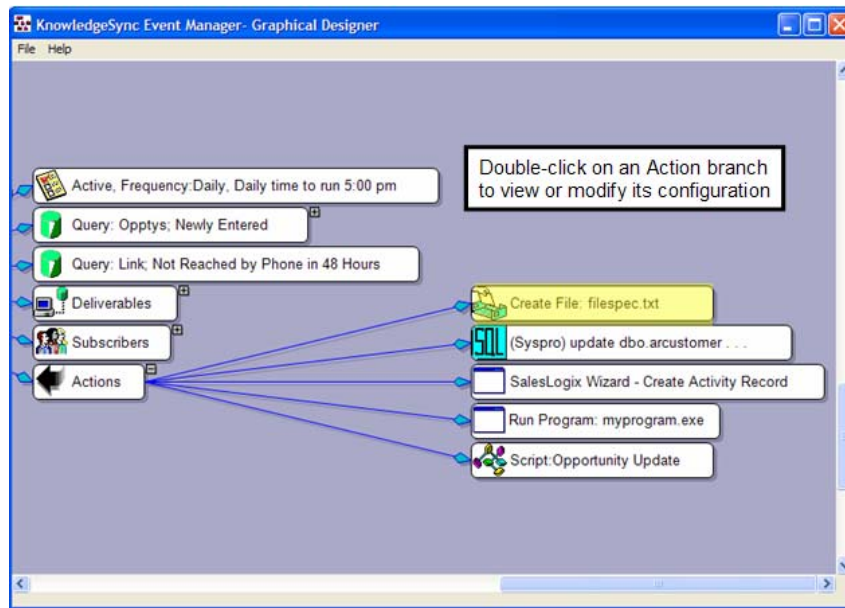 KnowledgeSync Event Manager- Graphical Designer
File Help
Double-click on an Action branch
to view or modify its configuration
Active, Frequency:Daily, Daily time to run 5:00 pm
Query: Opptys; Newly Entered
Query: Link; Not Reached by Phone in 48 Hours
Deliverables
Subscribers
Actions
Create File: filespec.txt
SQL (Syspro) update dbo.arcustomer . . .
SalesLogix Wizard - Create Activity Record
Run Program: myprogram.exe
Script:Opportunity Update